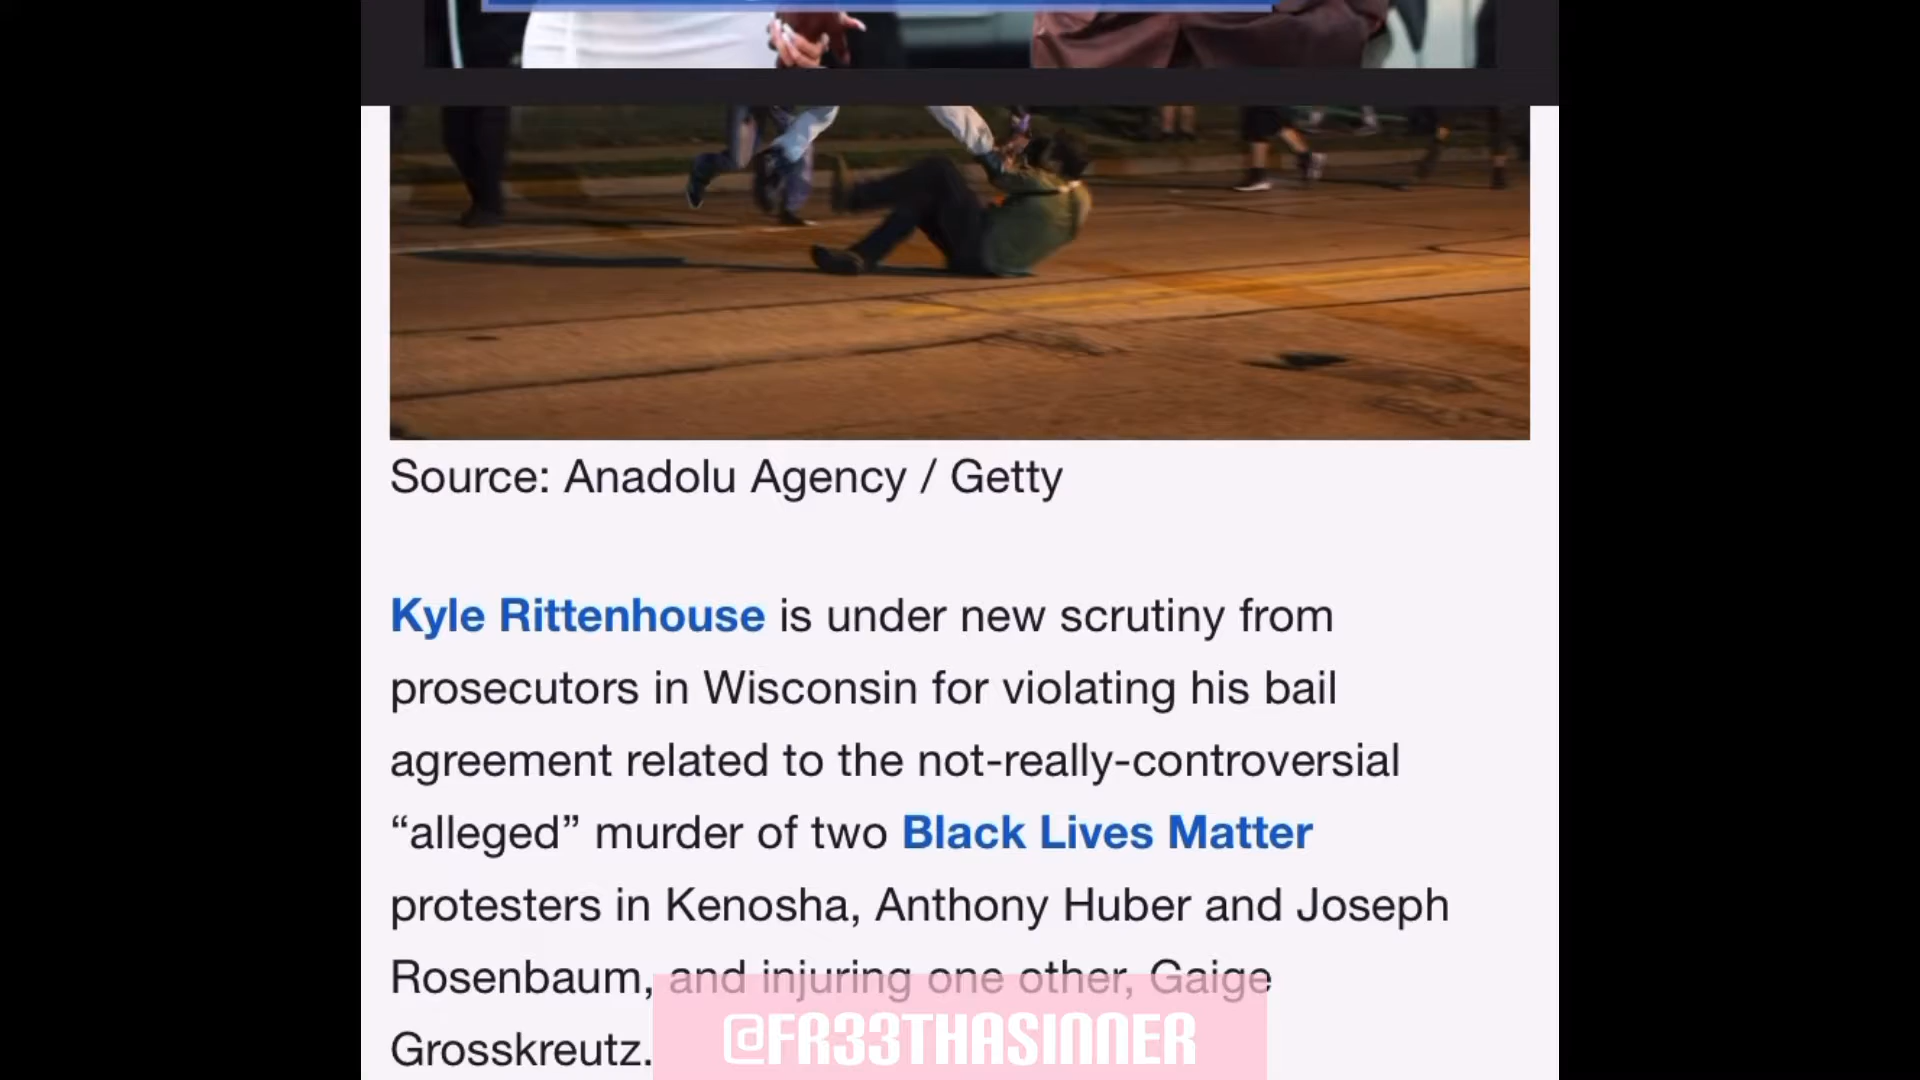 Source: Anadolu Agency / Getty
Kyle Rittenhouse is under new scrutiny from
prosecutors in Wisconsin for violating his bail
agreement related to the not-really-controversial
“alleged” murder of two Black Lives Matter
protesters in Kenosha, Anthony Huber and Joseph
Rosenbaum, and injuring one other, Gaige
Grosskreutz.
@FR33THASINNER